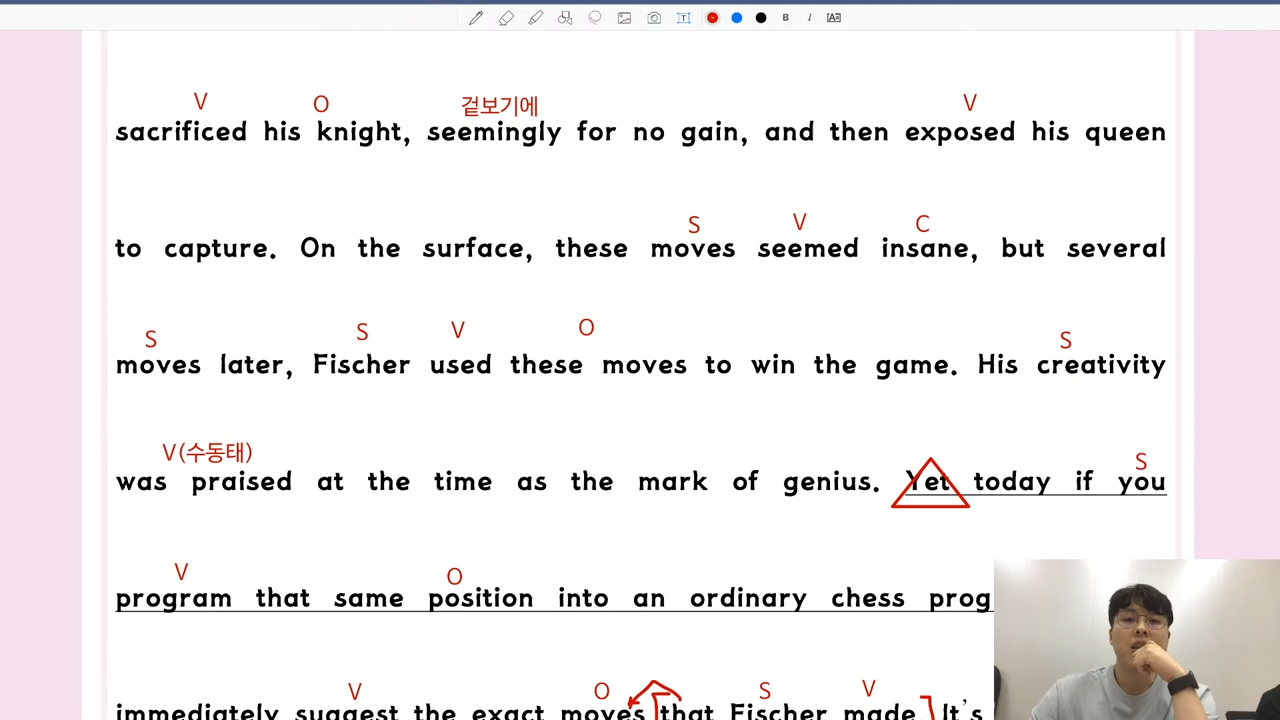 B I Aa
V O 겉보기에 V
sacrificed his knight, seemingly for no gain, and then exposed his queen
S V C
to capture. On the surface, these moves seemed insane, but several
S S V O S
moves later, Fischer used these moves to win the game. His creativity
V(수동태) S
was praised at the time as the mark of genius. Yet today if you
V O
program that same position into an ordinary chess prog
V O S V
immediately suggest the exact moves that Fischer made It's